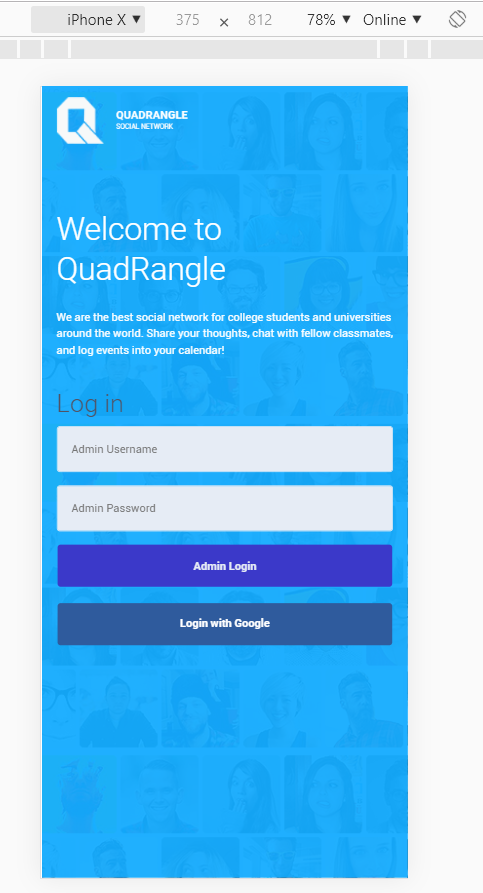 iPhone X ▼ 375 × 812 78% ▼ Online ▼
QUADRANGLE
SOCIAL NETWORK
Welcome to
QuadRangle
We are the best social network for college students and universities
around the world. Share your thoughts, chat with fellow classmates,
and log events into your calendar!
Log in
Admin Username
Admin Password
Admin Login
Login with Google